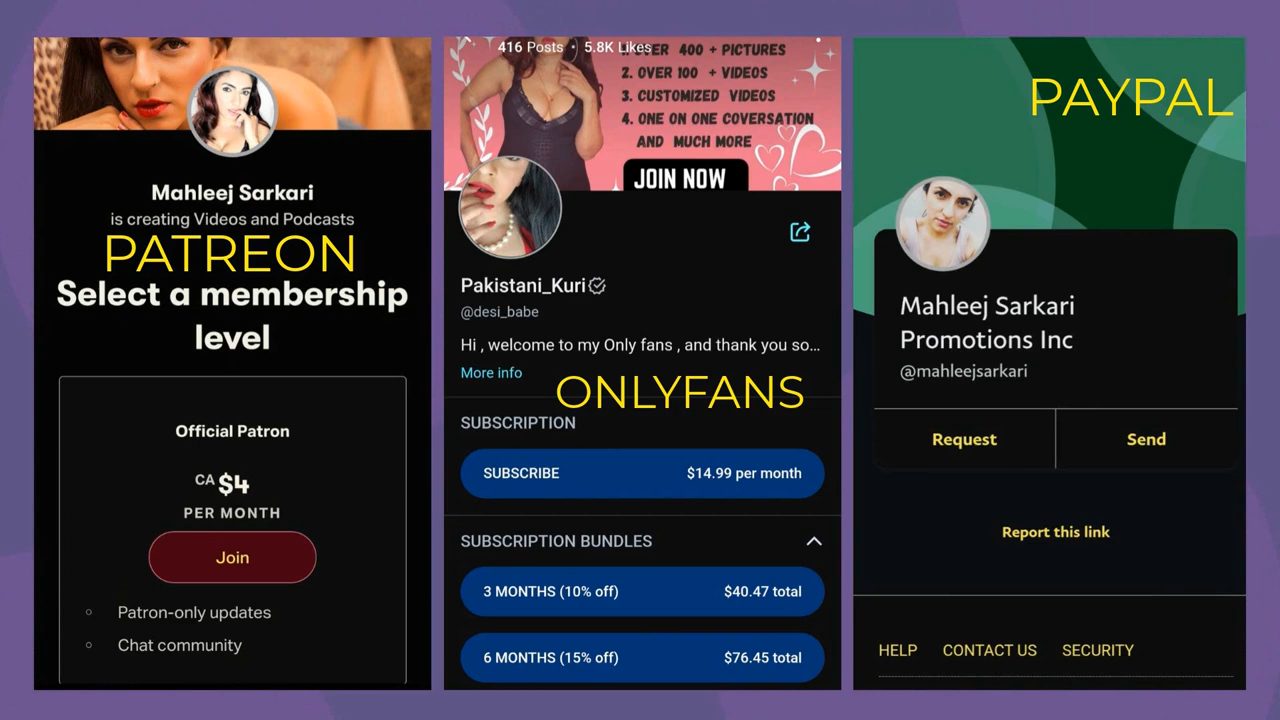 Mahleej Sarkari
is creating Videos and Podcasts
PATREON
Select a membership
level
Official Patron
CA $4
PER MONTH
Join
Patron-only updates
Chat community
416 Posts • 5.8K Likes
1. OVER 400 + PICTURES
2. OVER 100 + VIDEOS
3. CUSTOMIZED VIDEOS
4. ONE ON ONE COVERSATION
AND MUCH MORE
JOIN NOW
Pakistani_Kuri
@desi_babe
Hi , welcome to my Only fans , and thank you so...
More info
ONLYFANS
SUBSCRIPTION
SUBSCRIBE $14.99 per month
SUBSCRIPTION BUNDLES
3 MONTHS (10% off) $40.47 total
6 MONTHS (15% off) $76.45 total
PAYPAL
Mahleej Sarkari
Promotions Inc
@mahleejsarkari
Request Send
Report this link
HELP CONTACT US SECURITY